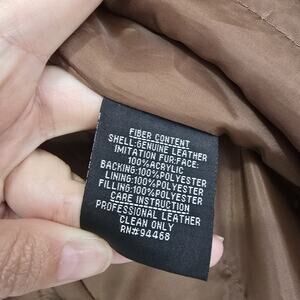 FIBER CONTENT
SHELL:GENUINE LEATHER
IMITATION FUR:FACE:
100%ACRYLIC
BACKING:100%POLYESTER
LINING:100%POLYESTER
FILLING:100%POLYESTER
CARE INSTRUCTION
PROFESSIONAL LEATHER
CLEAN ONLY
RN#94468